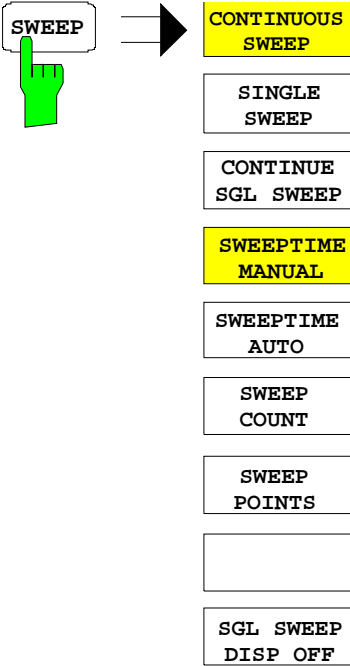 SWEEP
CONTINUOUS
SWEEP
SINGLE
SWEEP
CONTINUE
SGL SWEEP
SWEEPTIME
MANUAL
SWEEPTIME
AUTO
SWEEP
COUNT
SWEEP
POINTS
SGL SWEEP
DISP OFF